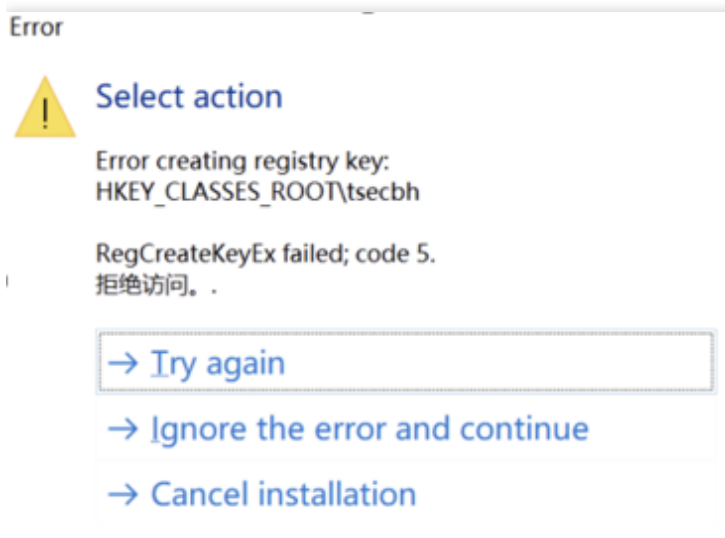 Error
Select action
Error creating registry key:
HKEY_CLASSES_ROOT\tsecbh
RegCreateKeyEx failed; code 5.
拒绝访问。.
→ Try again
→ Ignore the error and continue
→ Cancel installation